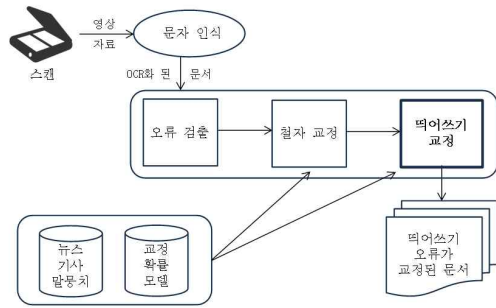 영상
자료
스캔
문자 인식
OCR화 된 문서
오류 검출
철자 교정
띄어쓰기
교정
뉴스
기사
말뭉치
교정
확률
모델
띄어쓰기
오류가
교정된 문서